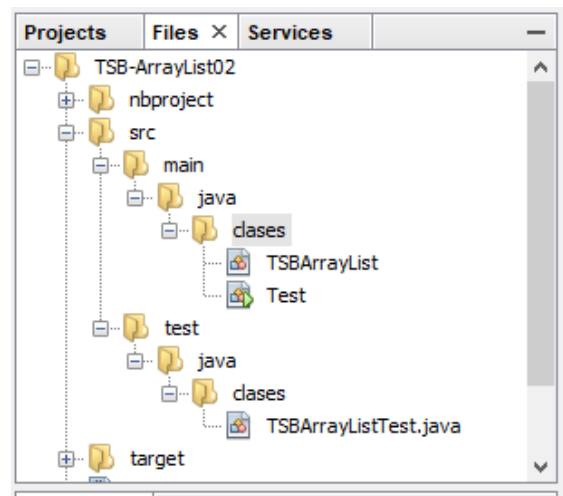 Projects Files × Services
TSB-ArrayList02
nbproject
src
main
java
clases
TSBArrayList
Test
test
java
clases
TSBArrayListTest.java
target